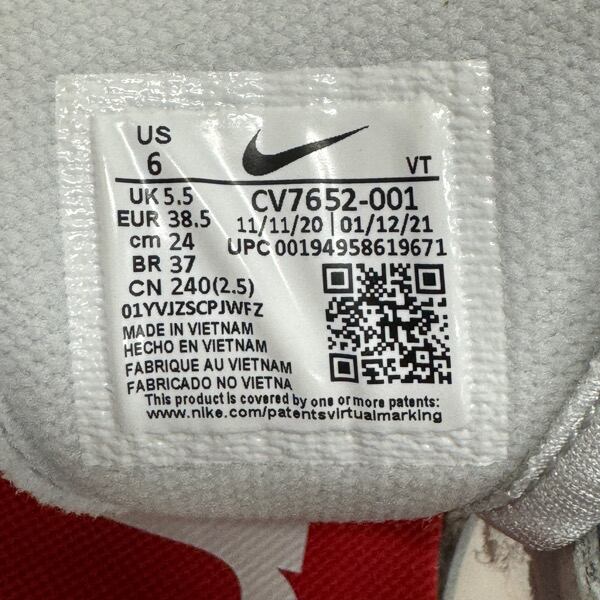 US
6
VT
UK 5.5
EUR 38.5
cm 24
BR 37
CN 240(2.5)
CV7652-001
11/11/20 | 01/12/21
UPC 00194958619671
01YVJZSCPJWFZ
MADE IN VIETNAM
HECHO EN VIETNAM
FABRIQUE AU VIETNAM
FABRICADO NO VIETNA
This product is covered by one or more patents:
www.nike.com/patentsvirtualmarking